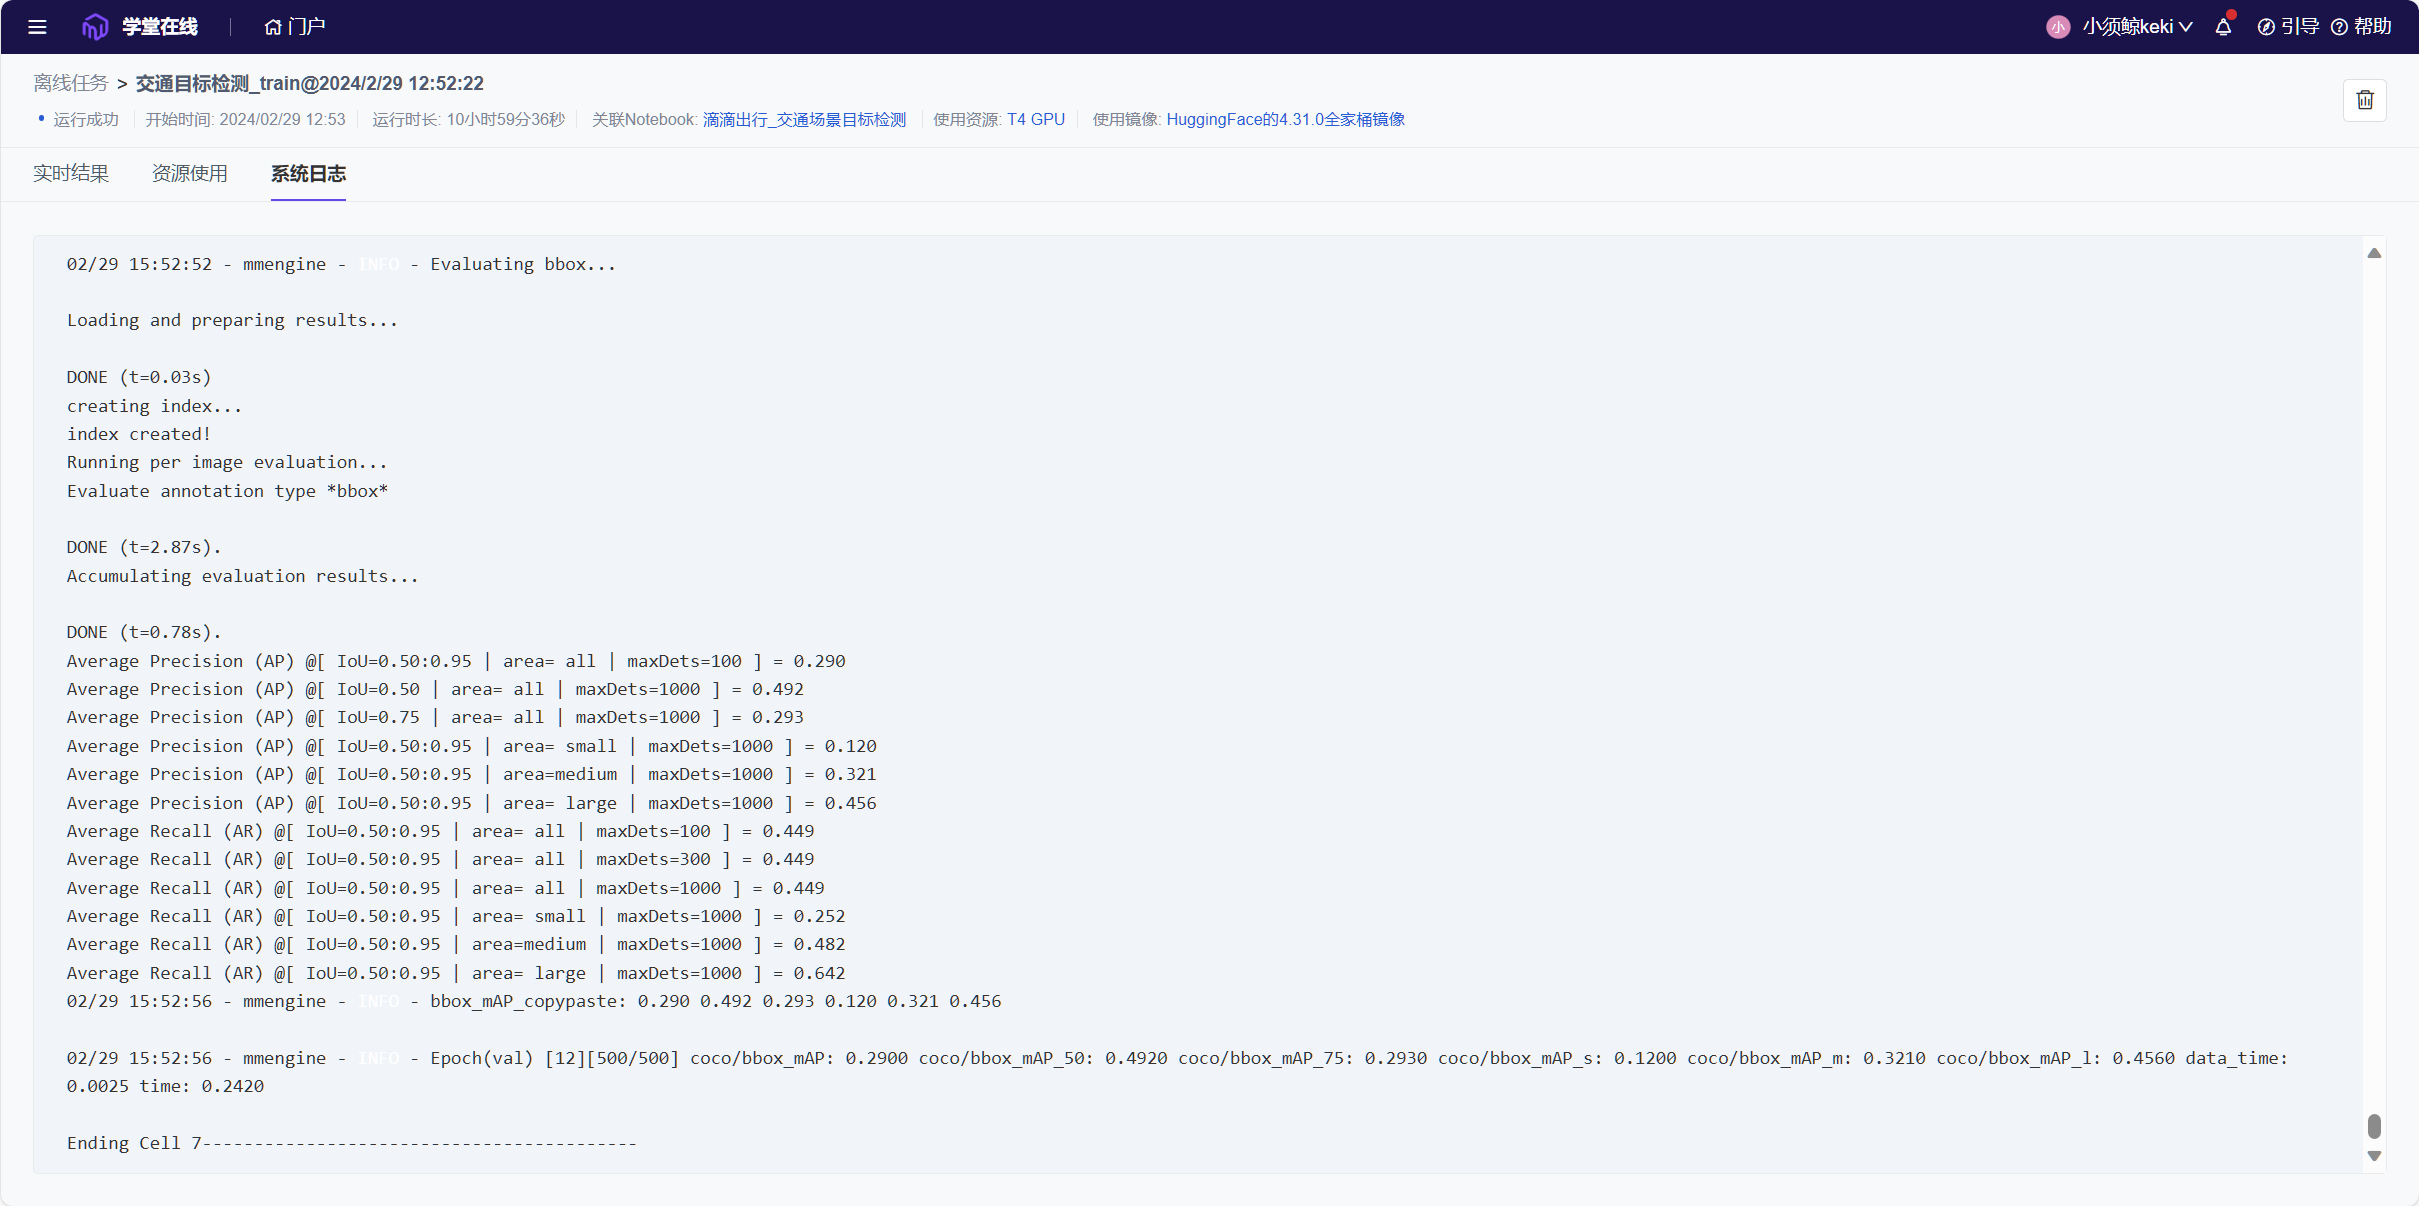 学堂在线
门户
小 小须鲸keki
引导
帮助
离线任务 > 交通目标检测_train@2024/2/29 12:52:22
运行成功 开始时间: 2024/02/29 12:53 运行时长: 10小时59分36秒 关联Notebook: 滴滴出行_交通场景目标检测 使用资源: T4 GPU 使用镜像: HuggingFace的4.31.0全家桶镜像
实时结果 资源使用 系统日志
02/29 15:52:52 - mmengine - INFO - Evaluating bbox...
Loading and preparing results...
DONE (t=0.03s)
creating index...
index created!
Running per image evaluation...
Evaluate annotation type *bbox*
DONE (t=2.87s).
Accumulating evaluation results...
DONE (t=0.78s).
Average Precision (AP) @[ IoU=0.50:0.95 | area= all | maxDets=100 ] = 0.290
Average Precision (AP) @[ IoU=0.50 | area= all | maxDets=1000 ] = 0.492
Average Precision (AP) @[ IoU=0.75 | area= all | maxDets=1000 ] = 0.293
Average Precision (AP) @[ IoU=0.50:0.95 | area= small | maxDets=1000 ] = 0.120
Average Precision (AP) @[ IoU=0.50:0.95 | area=medium | maxDets=1000 ] = 0.321
Average Precision (AP) @[ IoU=0.50:0.95 | area= large | maxDets=1000 ] = 0.456
Average Recall (AR) @[ IoU=0.50:0.95 | area= all | maxDets=100 ] = 0.449
Average Recall (AR) @[ IoU=0.50:0.95 | area= all | maxDets=300 ] = 0.449
Average Recall (AR) @[ IoU=0.50:0.95 | area= all | maxDets=1000 ] = 0.449
Average Recall (AR) @[ IoU=0.50:0.95 | area= small | maxDets=1000 ] = 0.252
Average Recall (AR) @[ IoU=0.50:0.95 | area=medium | maxDets=1000 ] = 0.482
Average Recall (AR) @[ IoU=0.50:0.95 | area= large | maxDets=1000 ] = 0.642
02/29 15:52:56 - mmengine - INFO - bbox_mAP_copypaste: 0.290 0.492 0.293 0.120 0.321 0.456
02/29 15:52:56 - mmengine - INFO - Epoch(val) [12][500/500] coco/bbox_mAP: 0.2900 coco/bbox_mAP_50: 0.4920 coco/bbox_mAP_75: 0.2930 coco/bbox_mAP_s: 0.1200 coco/bbox_mAP_m: 0.3210 coco/bbox_mAP_l: 0.4560 data_time:
0.0025 time: 0.2420
Ending Cell 7------------------------------------------